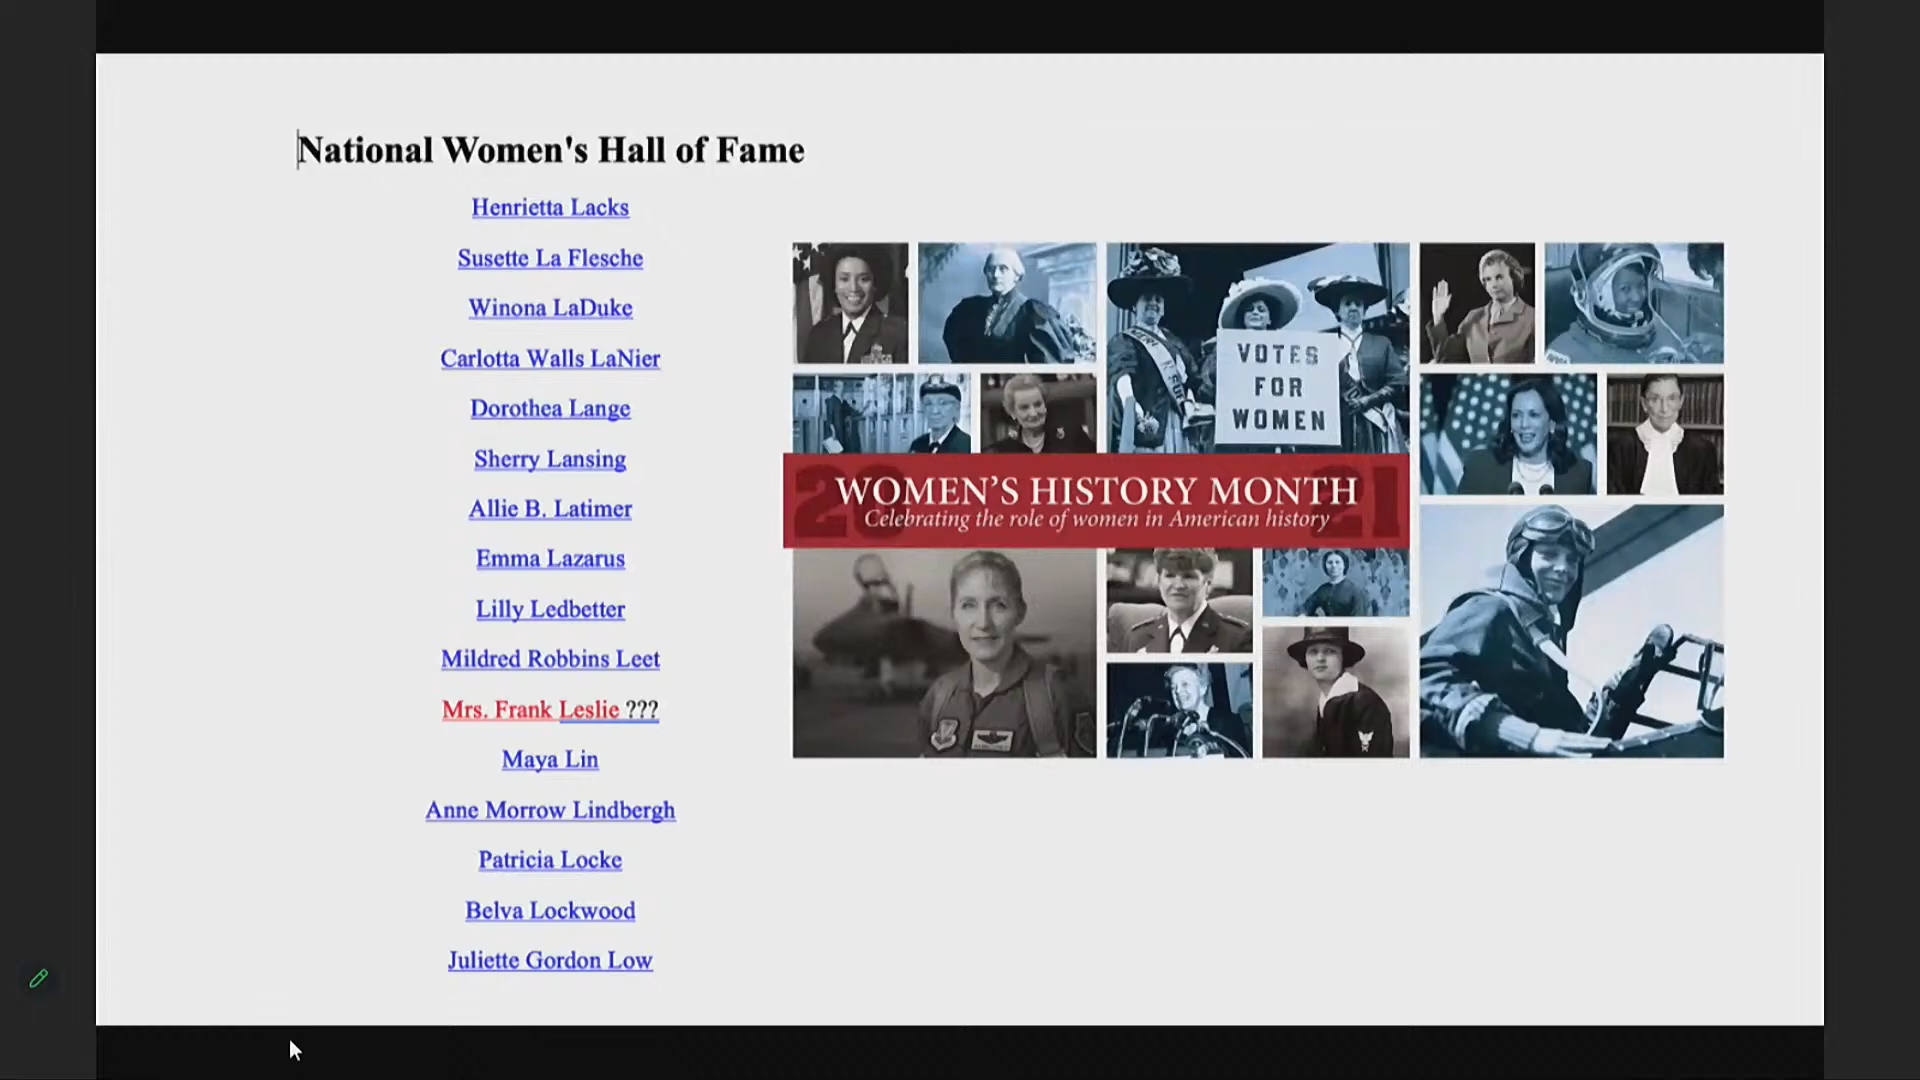 National Women's Hall of Fame
Henrietta Lacks
Susette La Flesche
Winona LaDuke
Carlotta Walls LaNier
Dorothea Lange
Sherry Lansing
Allie B. Latimer
Emma Lazarus
Lilly Ledbetter
Mildred Robbins Leet
Mrs. Frank Leslie ???
Maya Lin
Anne Morrow Lindbergh
Patricia Locke
Belva Lockwood
Juliette Gordon Low
VOTES
FOR
WOMEN
2021
WOMEN'S HISTORY MONTH
Celebrating the role of women in American history